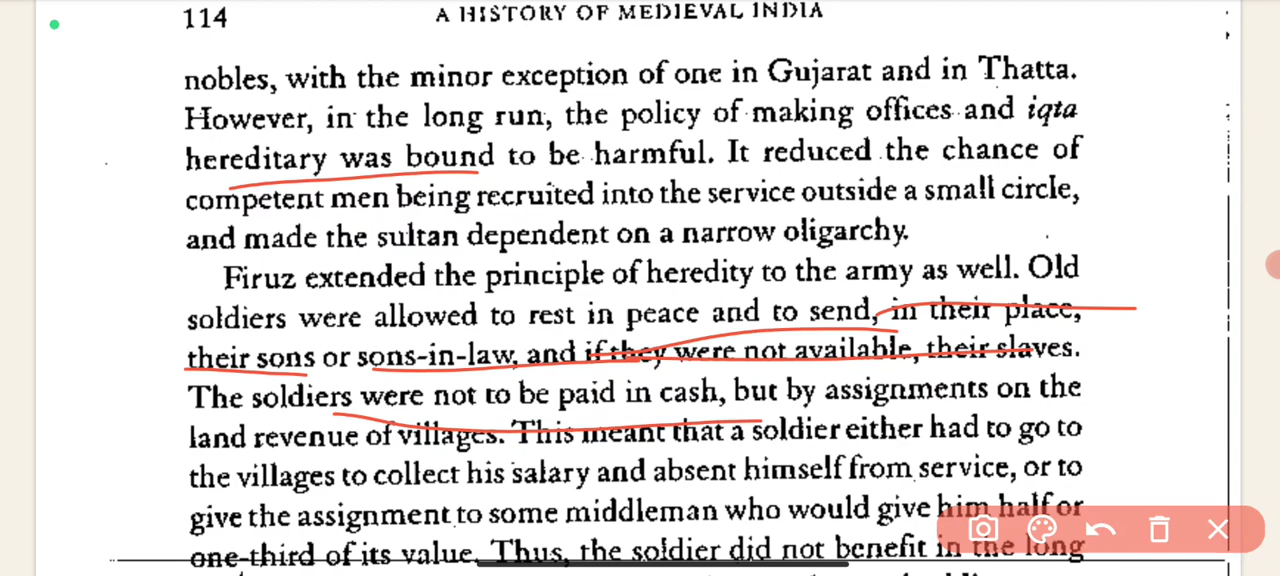 114 A HISTORY OF MEDIEVAL INDIA
nobles, with the minor exception of one in Gujarat and in Thatta.
However, in the long run, the policy of making offices and iqta
hereditary was bound to be harmful. It reduced the chance of
competent men being recruited into the service outside a small circle,
and made the sultan dependent on a narrow oligarchy.
Firuz extended the principle of heredity to the army as well. Old
soldiers were allowed to rest in peace and to send, in their place,
their sons or sons-in-law, and if they were not available, their slaves.
The soldiers were not to be paid in cash, but by assignments on the
land revenue of villages. This meant that a soldier either had to go to
the villages to collect his salary and absent himself from service, or to
give the assignment to some middleman who would give him half or
one-third of its value. Thus, the soldier did not benefit in the long